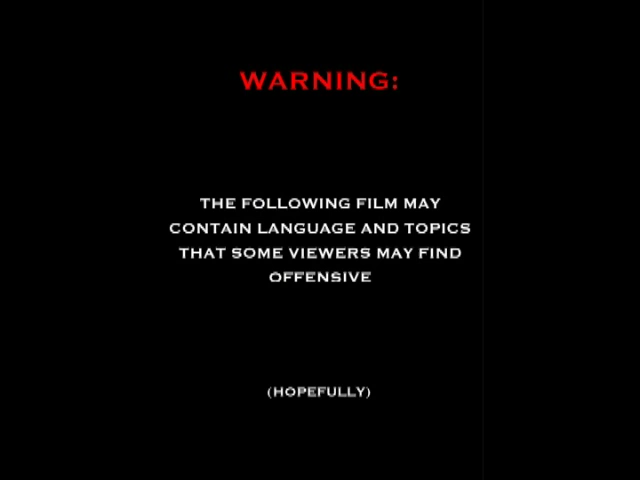 WARNING:
THE FOLLOWING FILM MAY
CONTAIN LANGUAGE AND TOPICS
THAT SOME VIEWERS MAY FIND
OFFENSIVE
(HOPEFULLY)